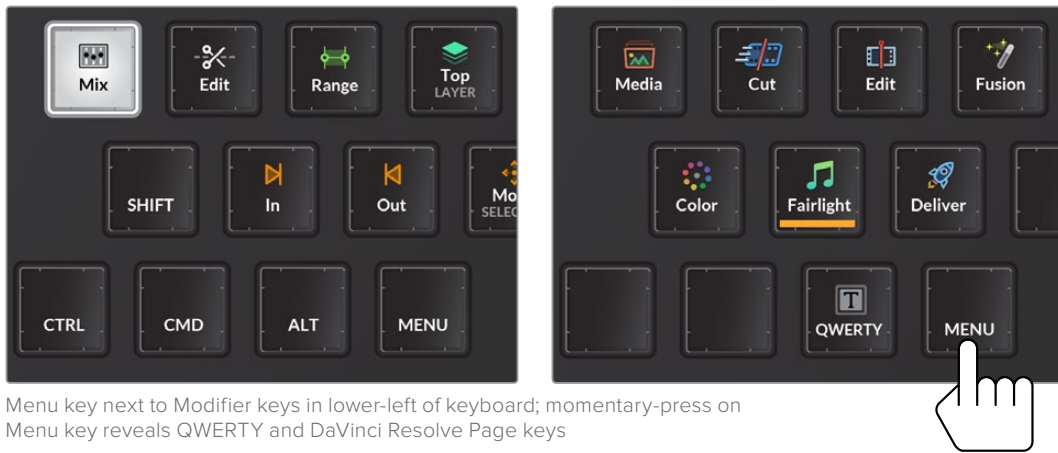 Mix Edit Range Top
LAYER
SHIFT In Out Mo
SELEC
CTRL CMD ALT MENU
Media Cut Edit Fusion
Color Fairlight Deliver
T
QWERTY MENU
Menu key next to Modifier keys in lower-left of keyboard; momentary-press on
Menu key reveals QWERTY and DaVinci Resolve Page keys